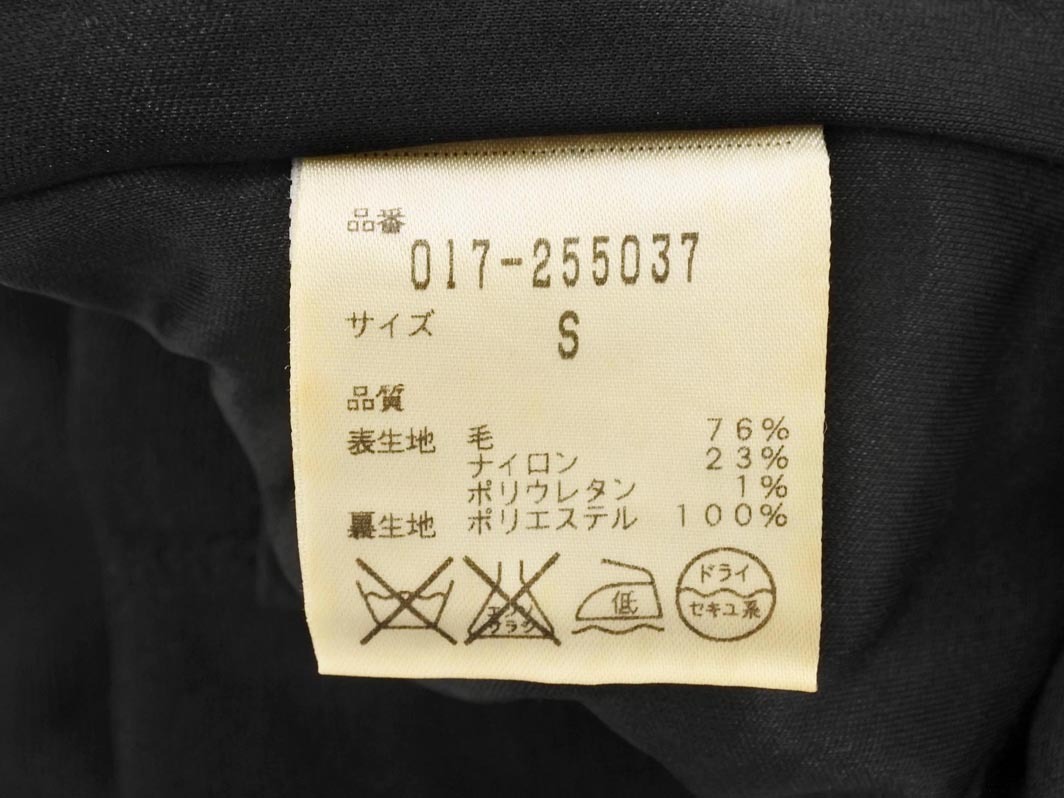 品番
017-255037
サイズ S
品質
表生地 毛 76%
ナイロン 23%
ポリウレタン 1%
裏生地 ポリエステル 100%
エンソ
サラシ
低
ドライ
セキユ系